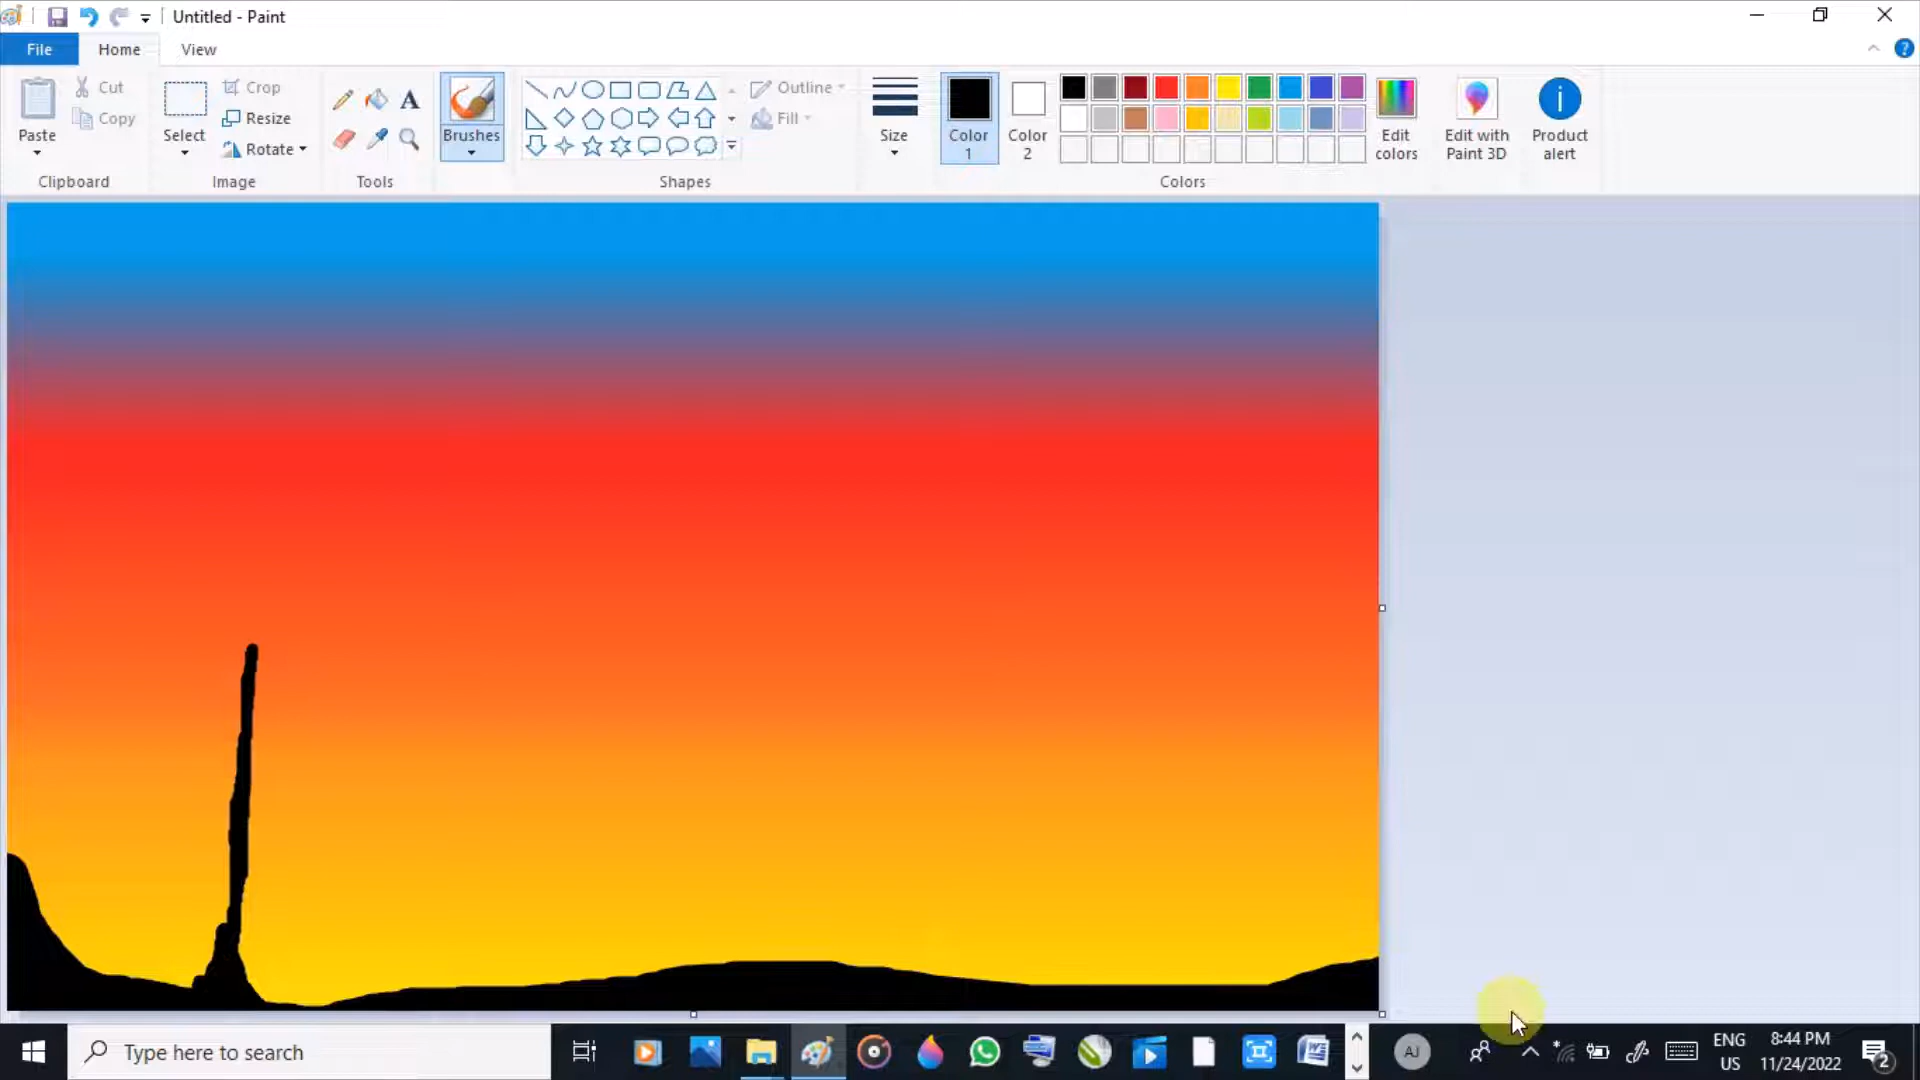 Untitled - Paint
File Home View
Paste
Cut
Copy
Clipboard
Select
Crop
Resize
Rotate
Image
A
Tools
Brushes
Shapes
Outline
Fill
Size
Color
1
Color
2
Colors
Edit
colors
Edit with
Paint 3D
Product
alert
Type here to search
AJ
ENG
US
8:44 PM
11/24/2022
2